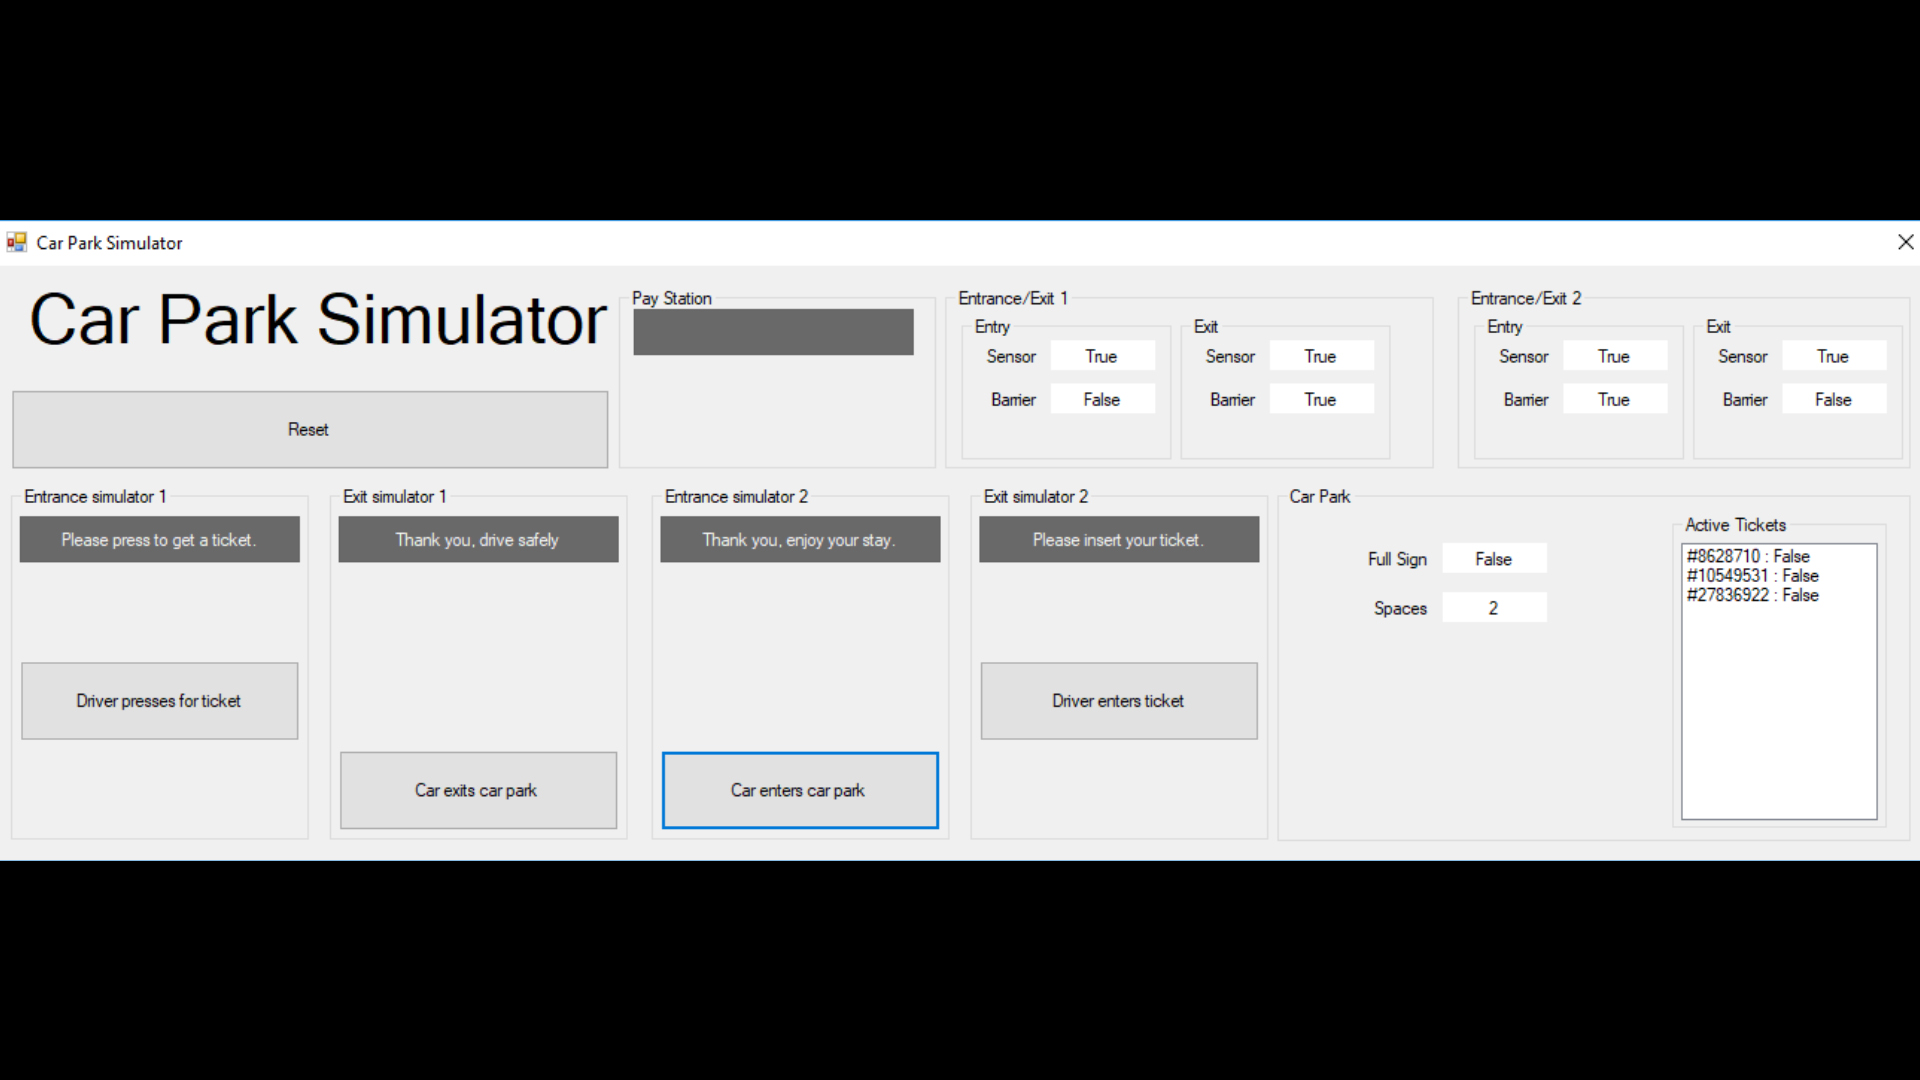 Car Park Simulator
Car Park Simulator
Reset
Pay Station
Entrance/Exit 1
Entry
Sensor True
Barrier False
Exit
Sensor True
Barrier True
Entrance/Exit 2
Entry
Sensor True
Barrier True
Exit
Sensor True
Barrier False
Entrance simulator 1
Please press to get a ticket.
Driver presses for ticket
Exit simulator 1
Thank you, drive safely
Car exits car park
Entrance simulator 2
Thank you, enjoy your stay.
Car enters car park
Exit simulator 2
Please insert your ticket.
Driver enters ticket
Car Park
Full Sign False
Spaces 2
Active Tickets
#8628710 : False
#10549531 : False
#27836922 : False